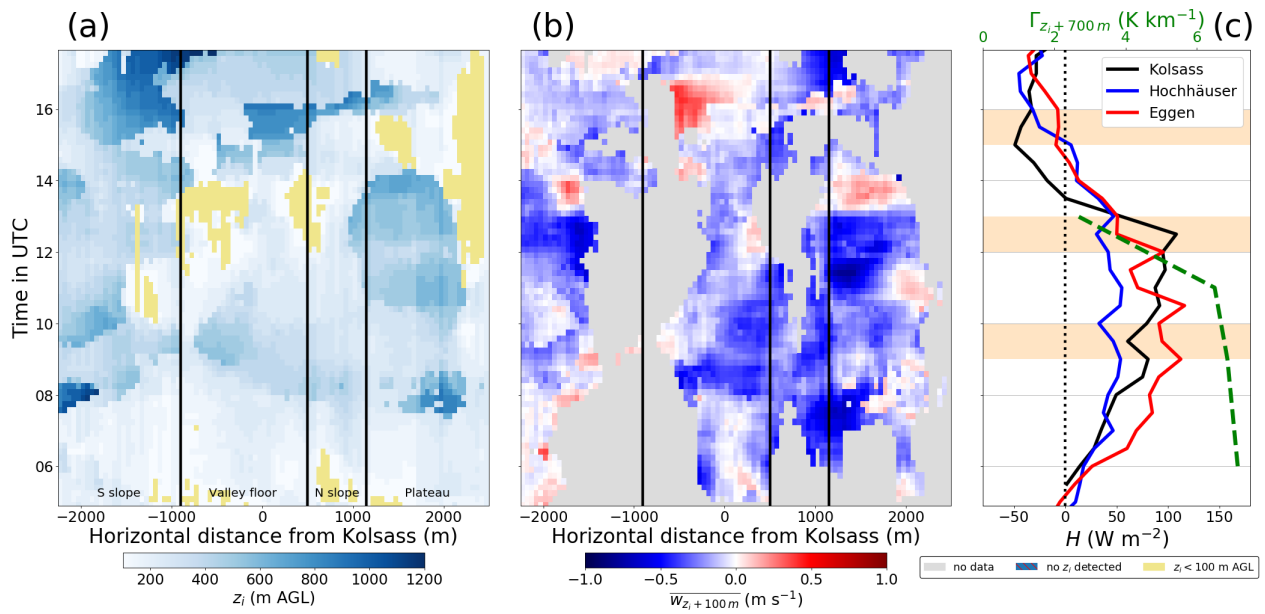 (a)
(b)
(c)
Γ_{z_i + 700 m} (K km⁻¹)
0 2 4 6
Kolsass
Hochhäuser
Eggen
Time in UTC
16
14
12
10
08
06
S slope
Valley floor
N slope
Plateau
−2000 −1000 0 1000 2000
−2000 −1000 0 1000 2000
−50 0 50 100 150
Horizontal distance from Kolsass (m)
Horizontal distance from Kolsass (m)
H (W m⁻²)
200 400 600 800 1000 1200
z_i (m AGL)
−1.0 −0.5 0.0 0.5 1.0
w̅_{z_i + 100 m} (m s⁻¹)
no data
no z_i detected
z_i < 100 m AGL